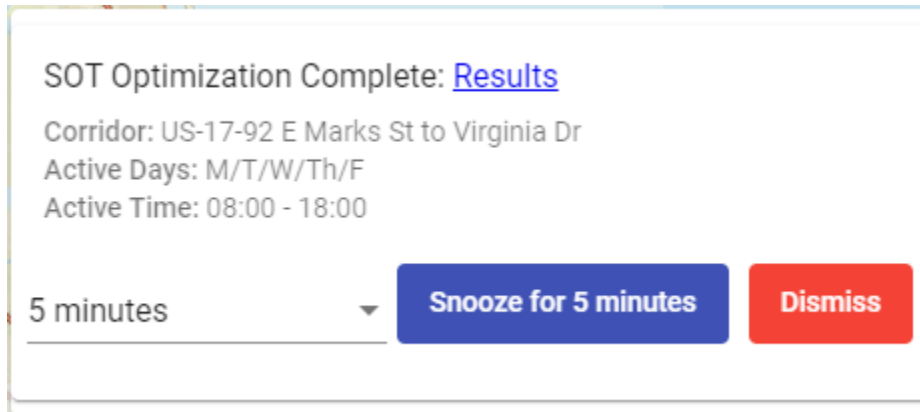 SOT Optimization Complete: Results
Corridor: US-17-92 E Marks St to Virginia Dr
Active Days: M/T/W/Th/F
Active Time: 08:00 - 18:00
5 minutes
Snooze for 5 minutes
Dismiss